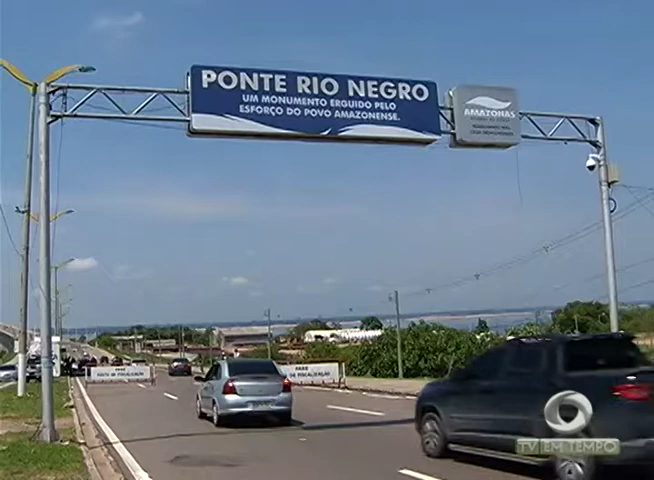 PONTE RIO NEGRO
UM MONUMENTO ERGUIDO PELO
ESFORÇO DO POVO AMAZONENSE.
AMAZONAS
TV EM TEMPO